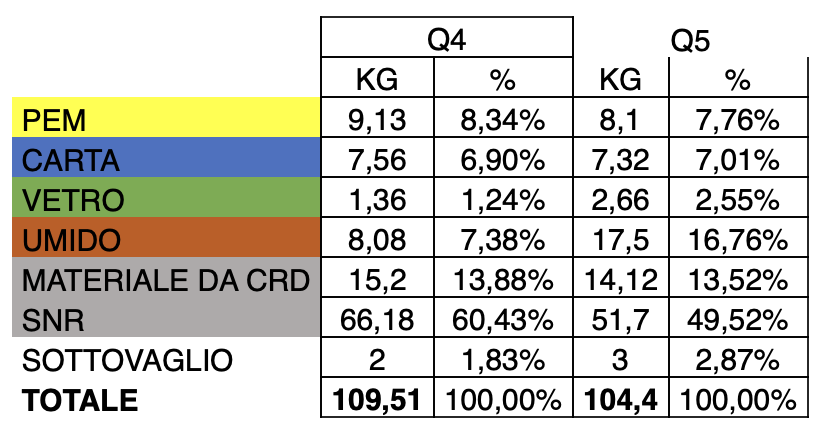 Q4 Q5
KG % KG %
PEM 9,13 8,34% 8,1 7,76%
CARTA 7,56 6,90% 7,32 7,01%
VETRO 1,36 1,24% 2,66 2,55%
UMIDO 8,08 7,38% 17,5 16,76%
MATERIALE DA CRD 15,2 13,88% 14,12 13,52%
SNR 66,18 60,43% 51,7 49,52%
SOTTOVAGLIO 2 1,83% 3 2,87%
TOTALE 109,51 100,00% 104,4 100,00%